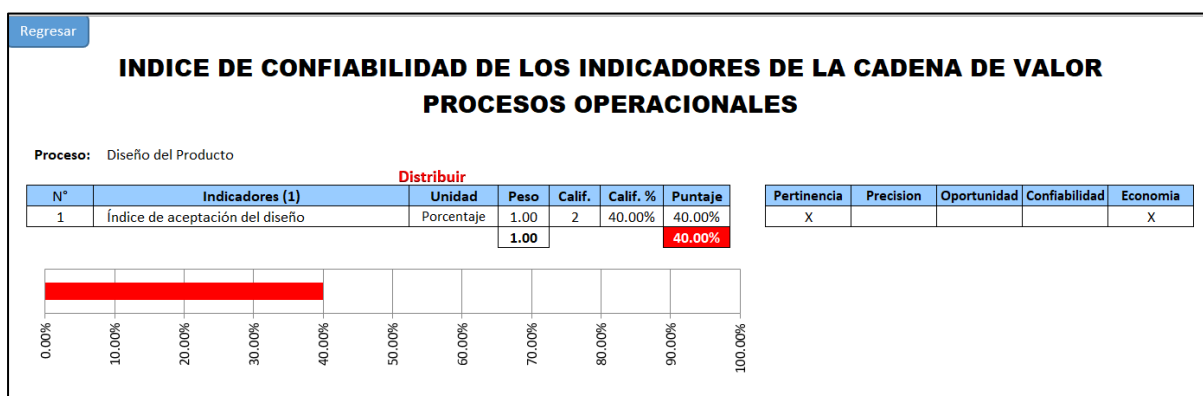 Regresar
INDICE DE CONFIABILIDAD DE LOS INDICADORES DE LA CADENA DE VALOR
PROCESOS OPERACIONALES
Proceso: Diseño del Producto
Distribuir
N° Indicadores (1) Unidad Peso Calif. Calif. % Puntaje Pertinencia Precision Oportunidad Confiabilidad Economia
1 Índice de aceptación del diseño Porcentaje 1.00 2 40.00% 40.00% X X
1.00 40.00%
0.00% 10.00% 20.00% 30.00% 40.00% 50.00% 60.00% 70.00% 80.00% 90.00% 100.00%